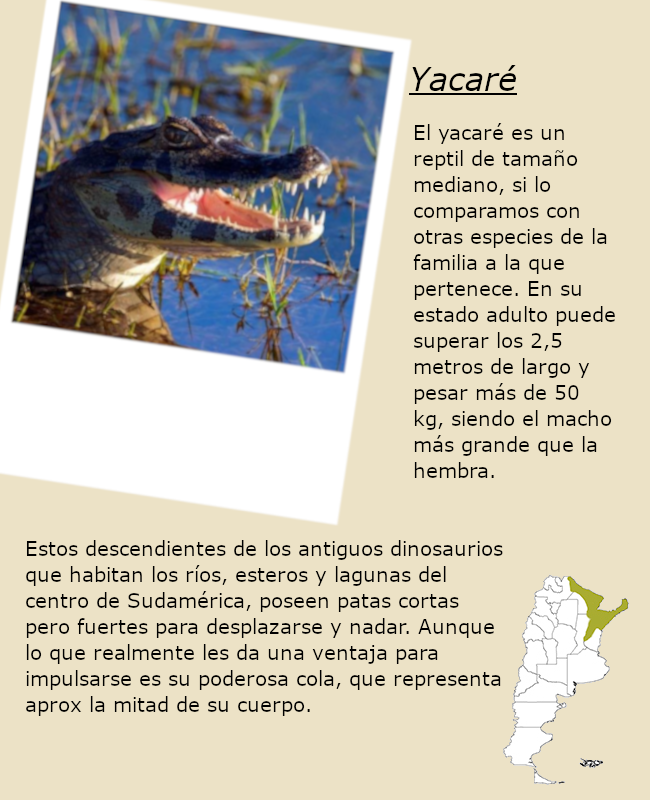 Yacaré
El yacaré es un
reptil de tamaño
mediano, si lo
comparamos con
otras especies de la
familia a la que
pertenece. En su
estado adulto puede
superar los 2,5
metros de largo y
pesar más de 50
kg, siendo el macho
más grande que la
hembra.
Estos descendientes de los antiguos dinosaurios
que habitan los ríos, esteros y lagunas del
centro de Sudamérica, poseen patas cortas
pero fuertes para desplazarse y nadar. Aunque
lo que realmente les da una ventaja para
impulsarse es su poderosa cola, que representa
aprox la mitad de su cuerpo.